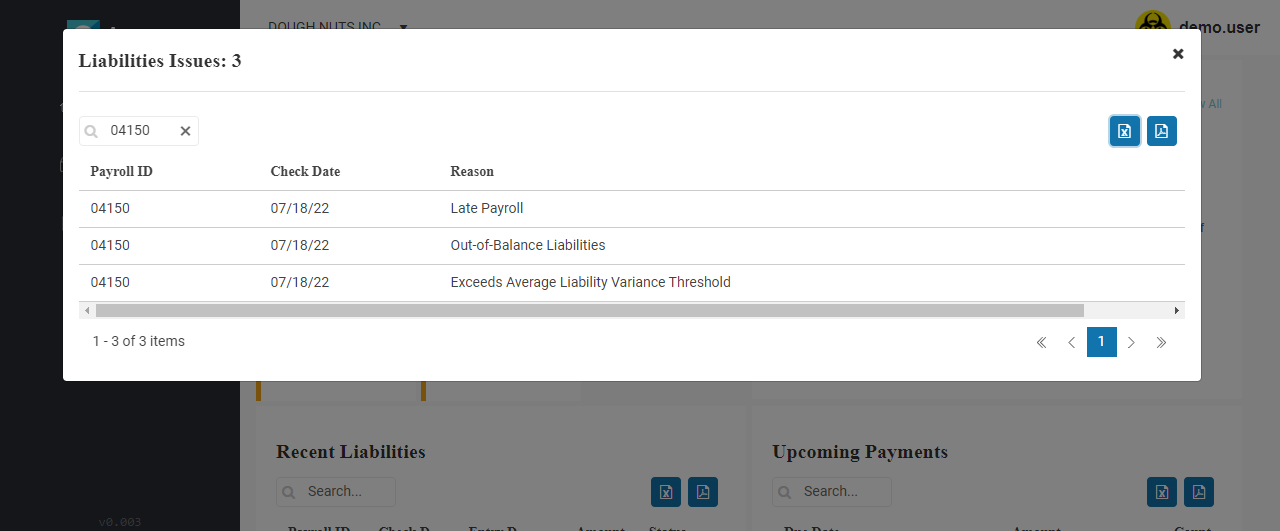 DOUGH NUTS INC
demo.user
Liabilities Issues: 3
View All
04150
Payroll ID Check Date Reason
04150 07/18/22 Late Payroll
04150 07/18/22 Out-of-Balance Liabilities
04150 07/18/22 Exceeds Average Liability Variance Threshold
1 - 3 of 3 items
1
Recent Liabilities Upcoming Payments
Search... Search...
v0.003
Payroll ID Check D Entry D Amount Status Due Date Amount Count